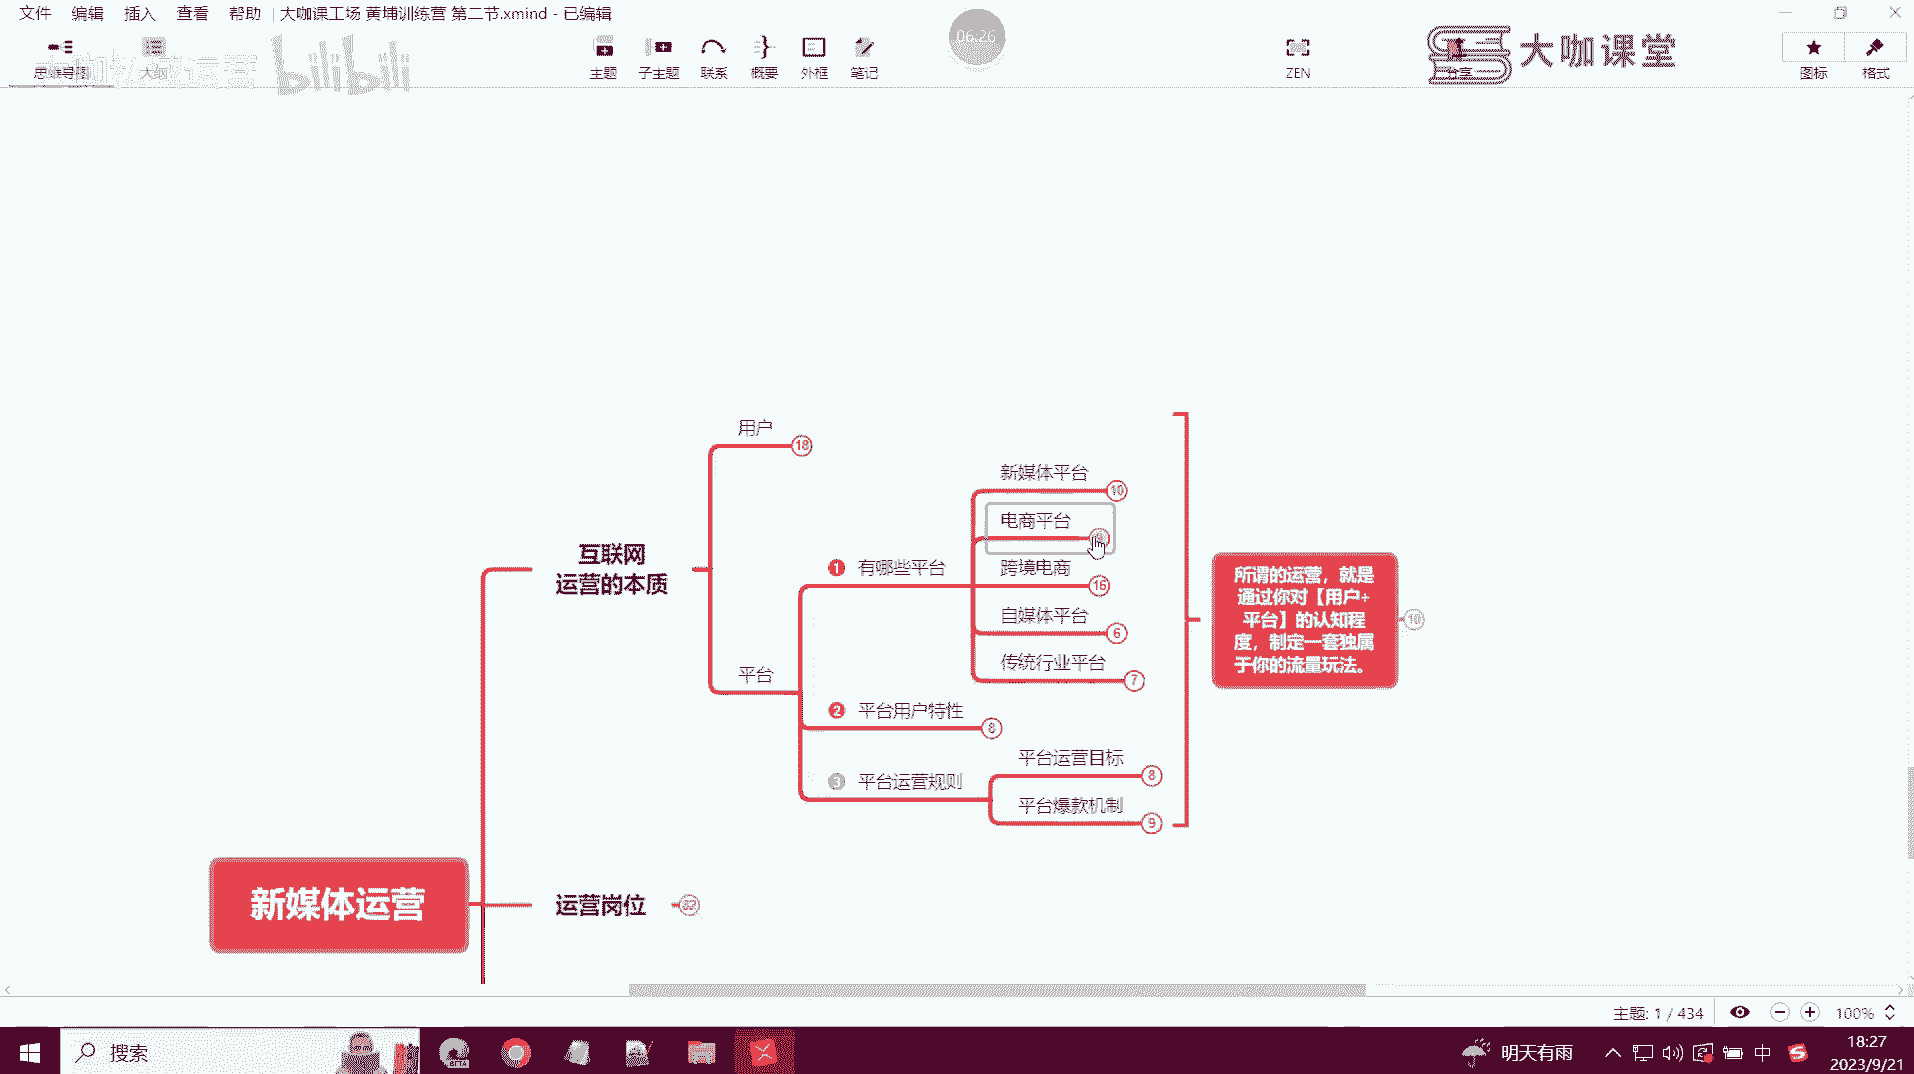 文件 编辑 插入 查看 帮助 大咖课工场 黄埔训练营 第二节.xmind - 已编辑
06:26
bilibili
思维导图 大纲 主题 子主题 联系 概要 外框 笔记 ZEN 分享 大咖课堂 图标 格式
用户 18
新媒体平台 10
电商平台
1 有哪些平台 跨境电商 16
自媒体平台 6
传统行业平台 7
互联网
运营的本质
平台
2 平台用户特性 8
平台运营目标 8
3 平台运营规则
平台爆款机制 9
所谓的运营，就是
通过你对【用户+
平台】的认知程
度，制定一套独属
于你的流量玩法。
10
新媒体运营
运营岗位
主题: 1 / 434 100%
搜索 BETA 明天有雨 中 18:27
2023/9/21